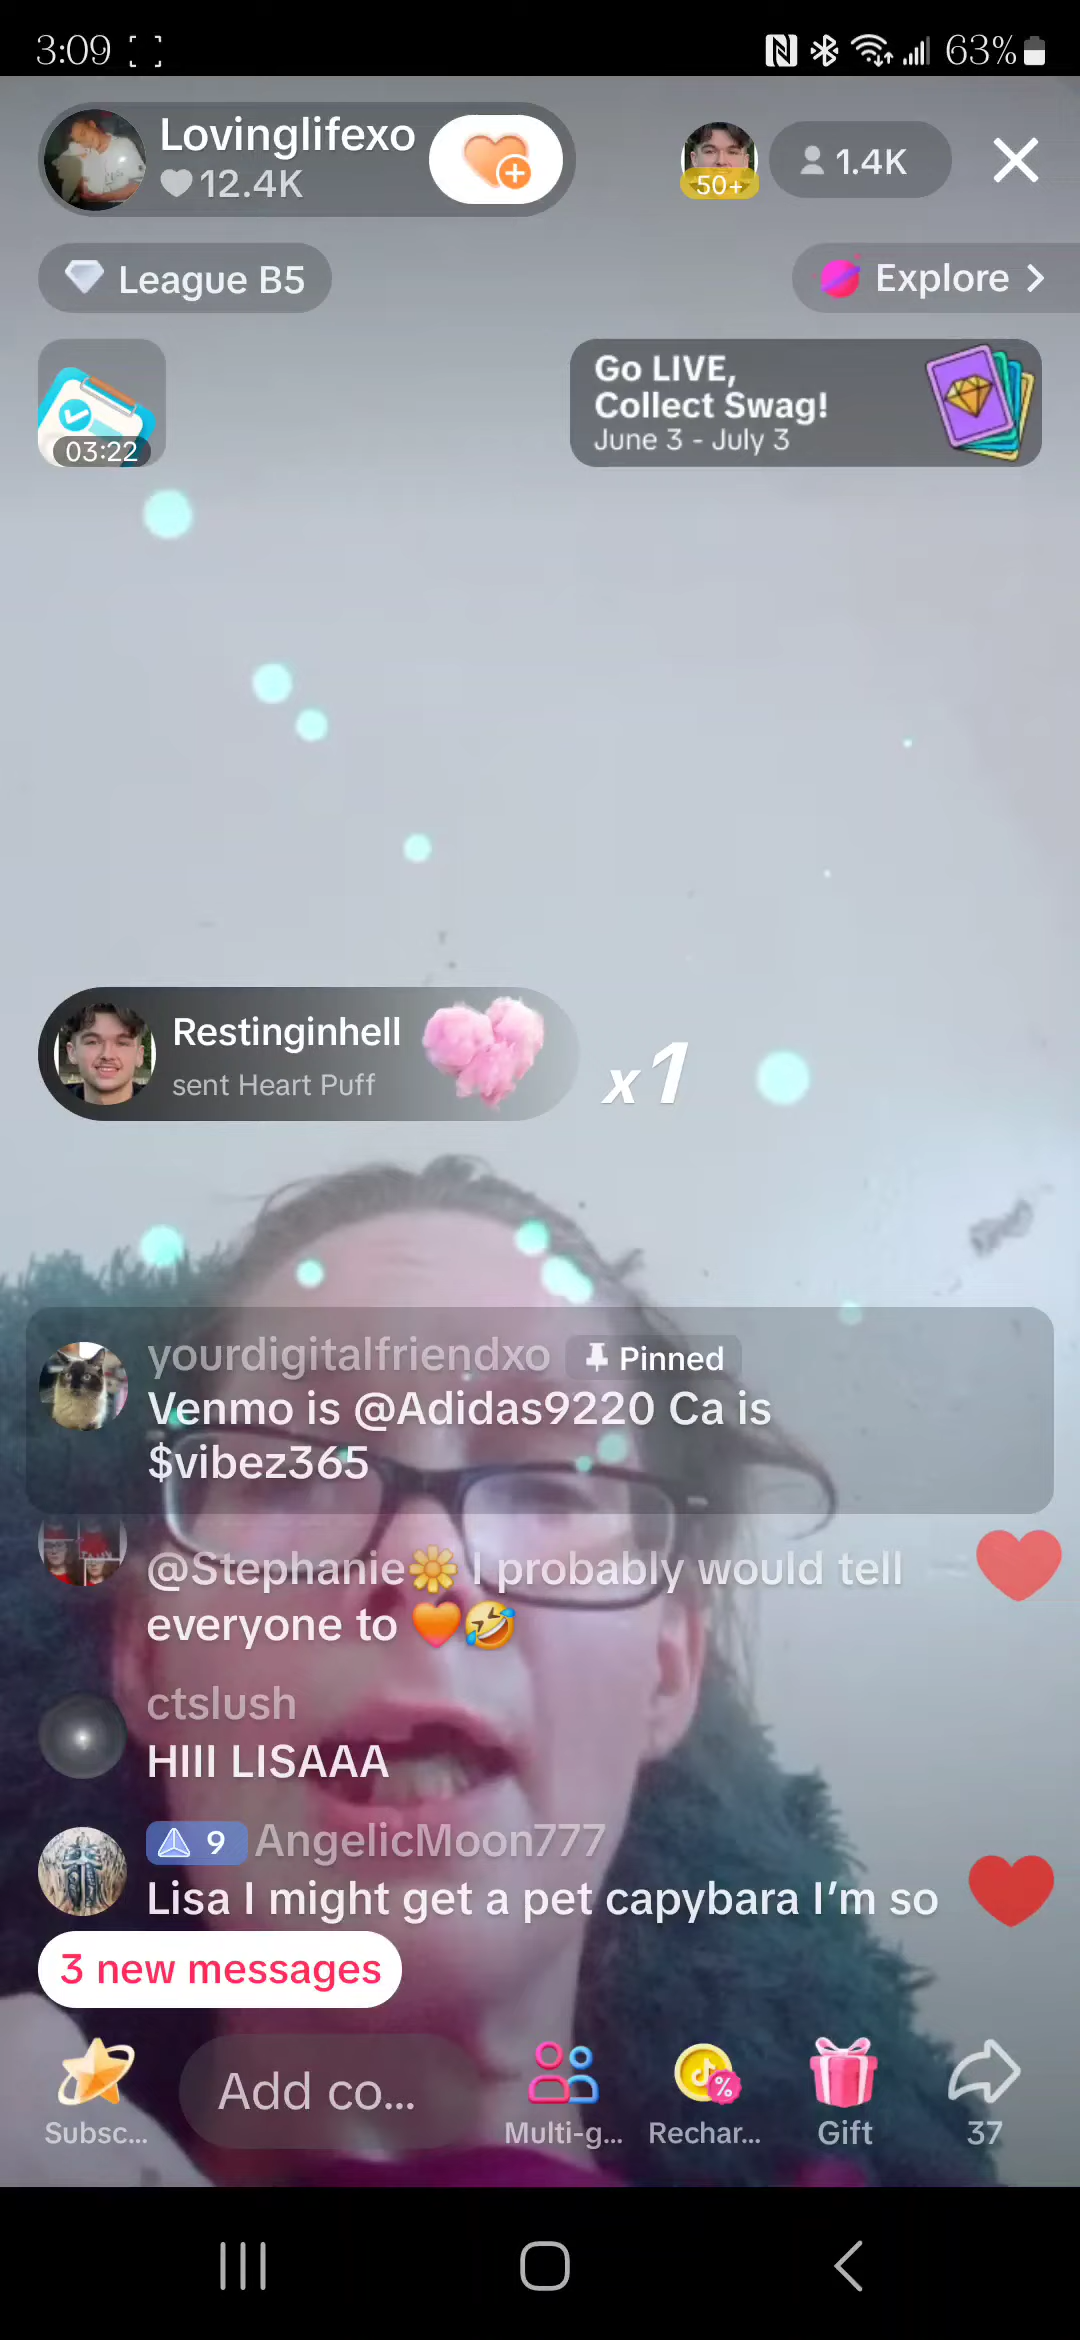 3:09
63%
Lovinglifexo
12.4K
50+
1.4K
League B5
Explore
Go LIVE,
Collect Swag!
June 3 - July 3
03:22
Restinginhell
sent Heart Puff
x1
yourdigitalfriendxo Pinned
Venmo is @Adidas9220 Ca is
$vibez365
@Stephanie🌼 I probably would tell
everyone to 🧡🤣
ctslush
HIII LISAAA
9 AngelicMoon777
Lisa I might get a pet capybara I’m so
3 new messages
Add co...
Subsc...
Multi-g...
Rechar...
Gift
37